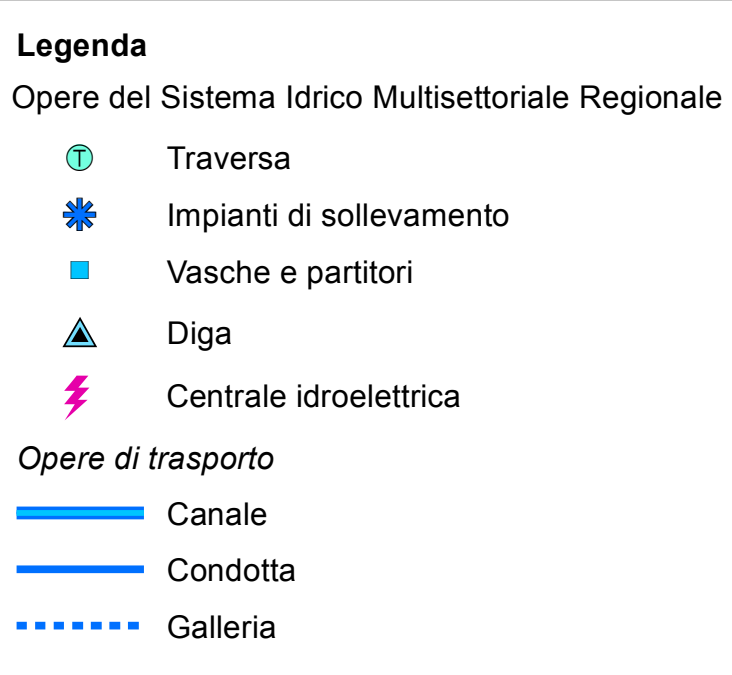 Legenda
Opere del Sistema Idrico Multisettoriale Regionale
T Traversa
Impianti di sollevamento
Vasche e partitori
Diga
Centrale idroelettrica
Opere di trasporto
Canale
Condotta
Galleria